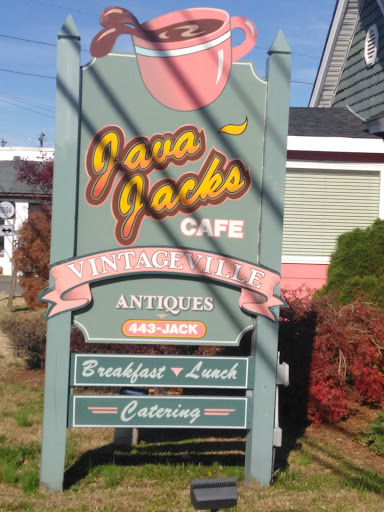 Java
Jacks
CAFE
VINTAGEVILLE
ANTIQUES
443-JACK
Breakfast Lunch
Catering